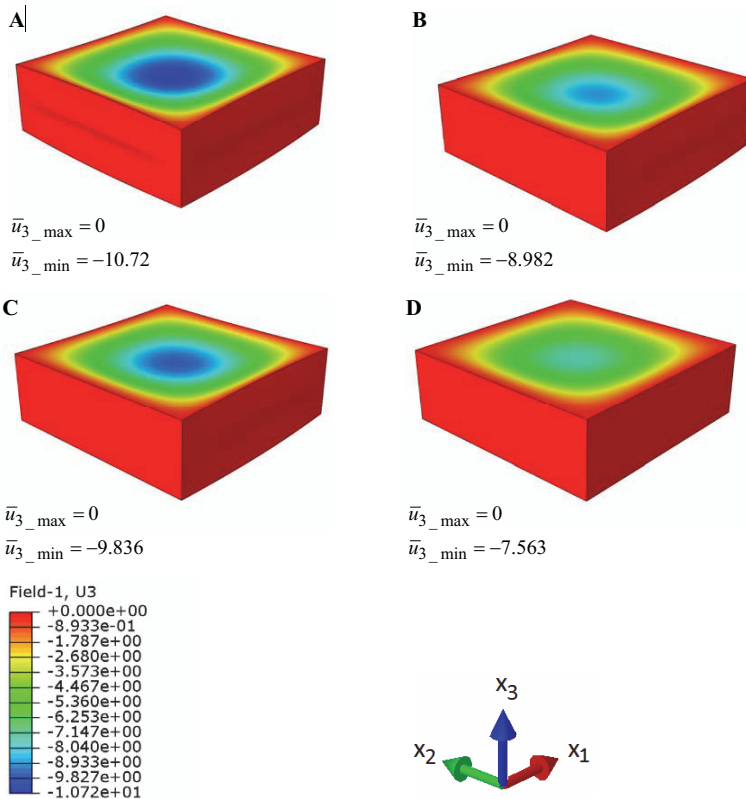 A
B
ū3_max = 0
ū3_min = −10.72
ū3_max = 0
ū3_min = −8.982
C
D
ū3_max = 0
ū3_min = −9.836
ū3_max = 0
ū3_min = −7.563
Field-1, U3
+0.000e+00
-8.933e-01
-1.787e+00
-2.680e+00
-3.573e+00
-4.467e+00
-5.360e+00
-6.253e+00
-7.147e+00
-8.040e+00
-8.933e+00
-9.827e+00
-1.072e+01
x3
x2
x1